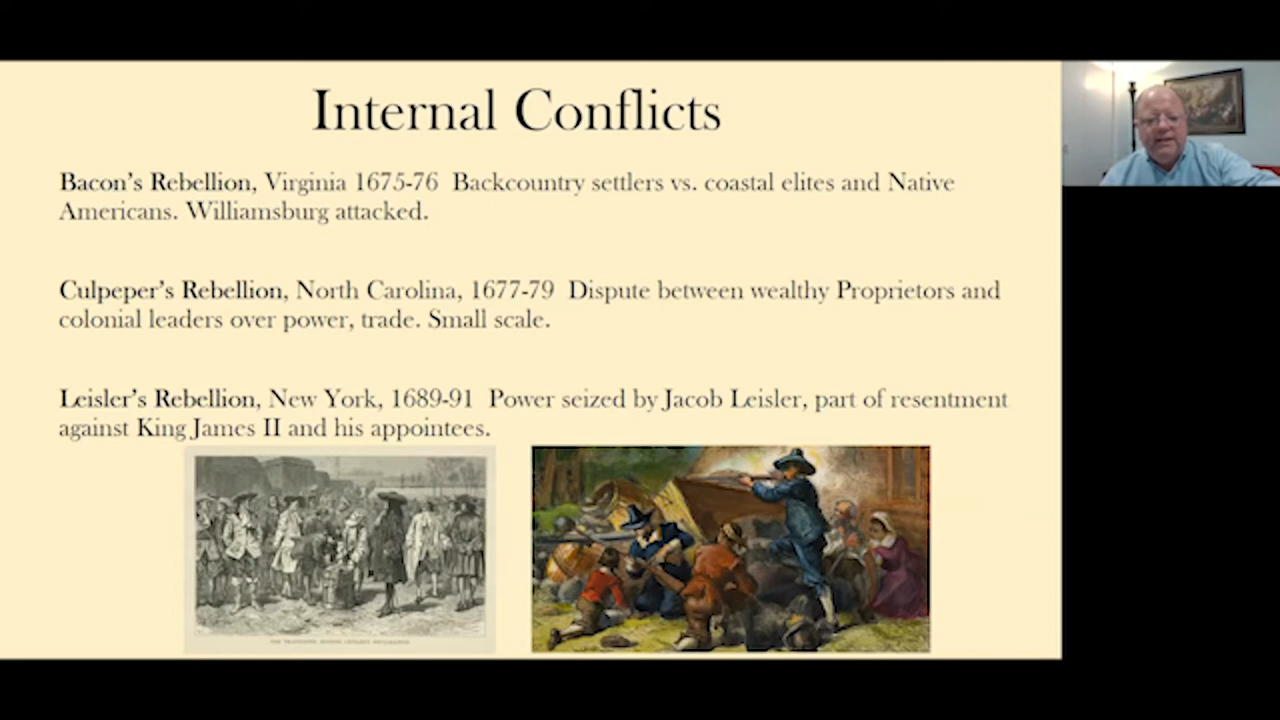 Internal Conflicts
Bacon's Rebellion, Virginia 1675-76 Backcountry settlers vs. coastal elites and Native
Americans. Williamsburg attacked.
Culpeper's Rebellion, North Carolina, 1677-79 Dispute between wealthy Proprietors and
colonial leaders over power, trade. Small scale.
Leisler's Rebellion, New York, 1689-91 Power seized by Jacob Leisler, part of resentment
against King James II and his appointees.